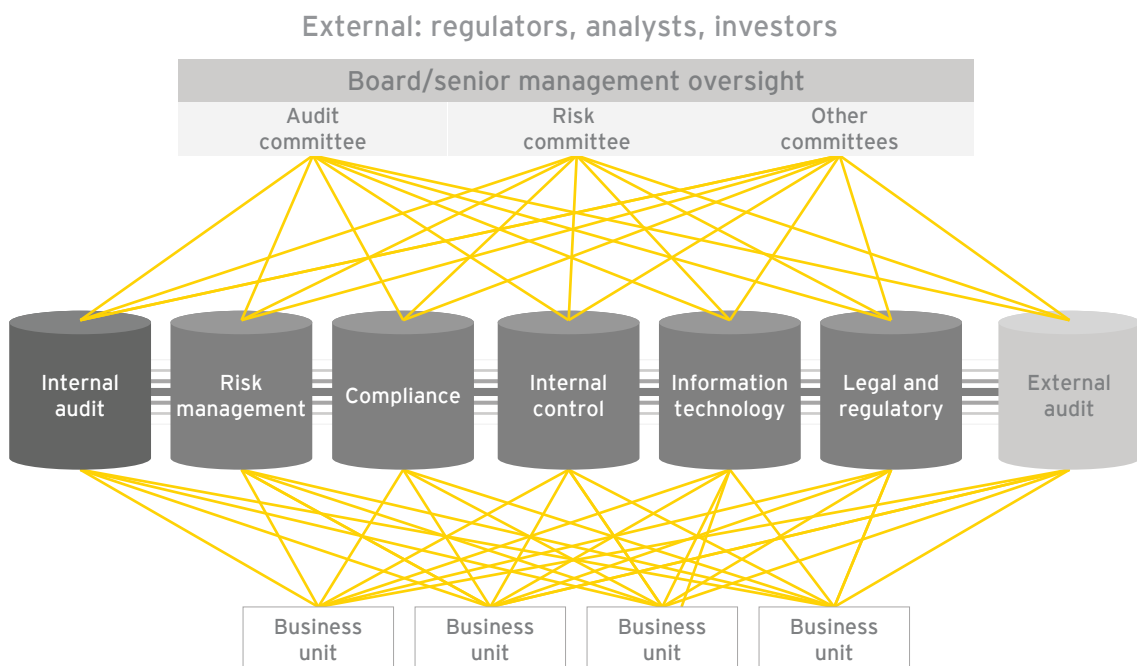 External: regulators, analysts, investors
Board/senior management oversight
Audit
committee
Risk
committee
Other
committees
Internal
audit
Risk
management
Compliance
Internal
control
Information
technology
Legal and
regulatory
External
audit
Business
unit
Business
unit
Business
unit
Business
unit